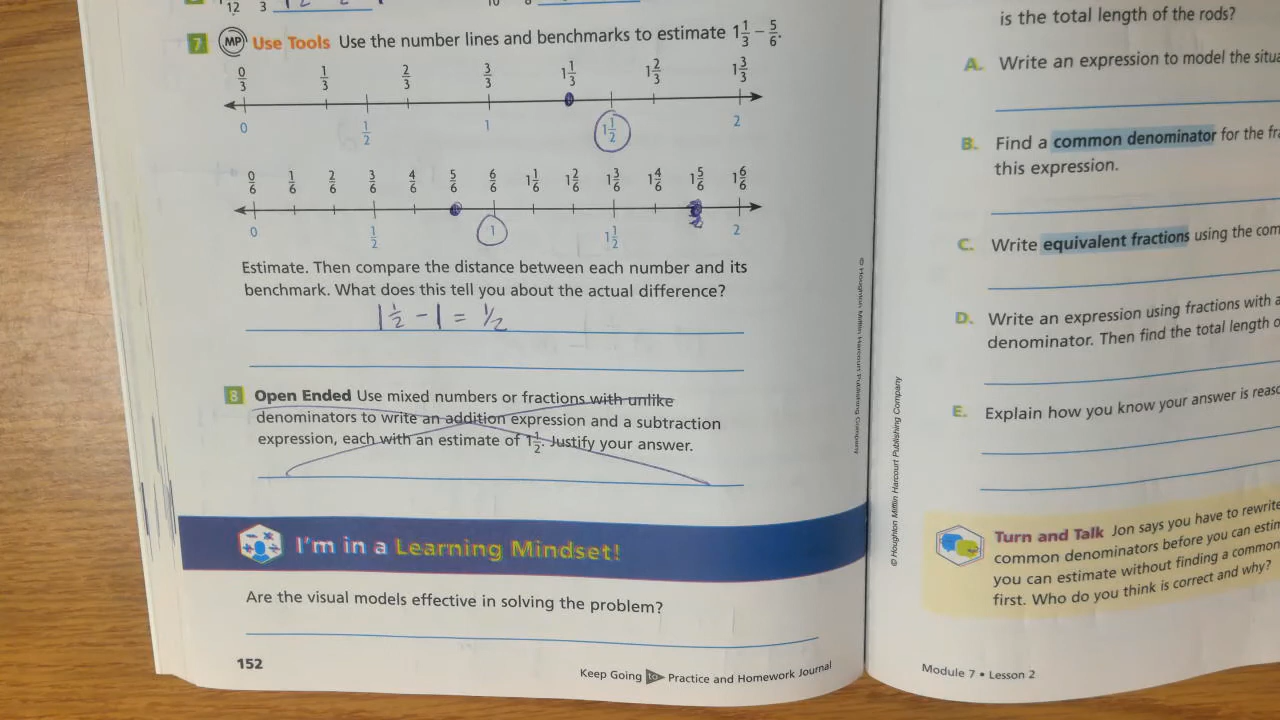 12 3
7 MP Use Tools Use the number lines and benchmarks to estimate 1 1/3 − 5/6.
0/3 1/3 2/3 3/3 1 1/3 1 2/3 1 3/3
0 1/2 1 1 1/2 2
0/6 1/6 2/6 3/6 4/6 5/6 6/6 1 1/6 1 2/6 1 3/6 1 4/6 1 5/6 1 6/6
0 1/2 1 1 1/2 2
Estimate. Then compare the distance between each number and its
benchmark. What does this tell you about the actual difference?
1 1/2 − 1 = 1/2
8 Open Ended Use mixed numbers or fractions with unlike
denominators to write an addition expression and a subtraction
expression, each with an estimate of 1 1/2. Justify your answer.
I'm in a Learning Mindset!
Are the visual models effective in solving the problem?
152
Keep Going to Practice and Homework Journal
© Houghton Mifflin Harcourt Publishing Company
is the total length of the rods?
A. Write an expression to model the situa
B. Find a common denominator for the fra
this expression.
C. Write equivalent fractions using the com
D. Write an expression using fractions with a
denominator. Then find the total length o
E. Explain how you know your answer is reaso
© Houghton Mifflin Harcourt Publishing Company
Turn and Talk Jon says you have to rewrite
common denominators before you can estim
you can estimate without finding a common
first. Who do you think is correct and why?
Module 7 • Lesson 2